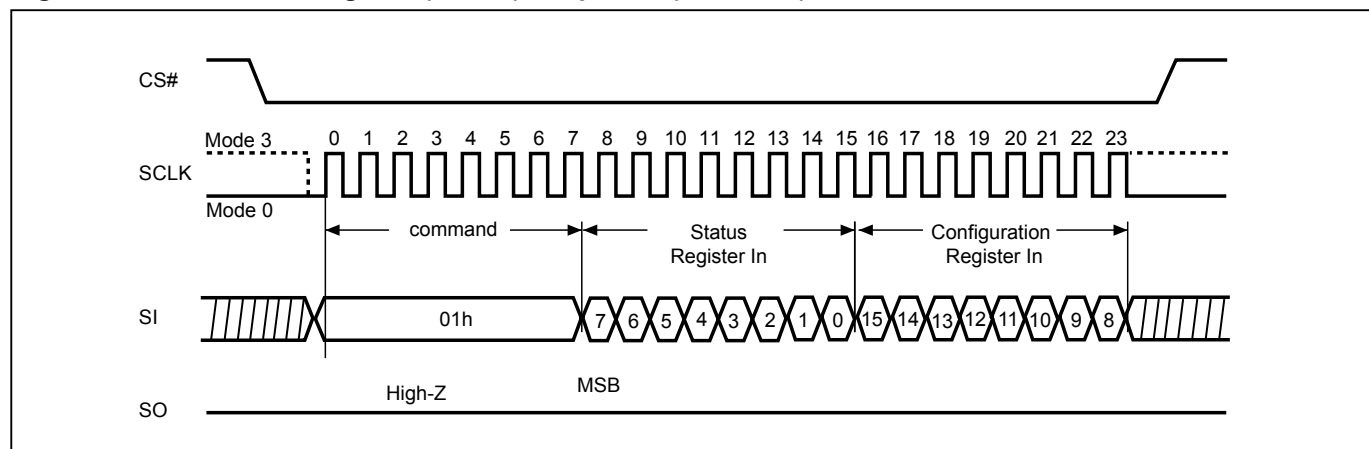 CS#
Mode 3
0 1 2 3 4 5 6 7 8 9 10 11 12 13 14 15 16 17 18 19 20 21 22 23
SCLK
Mode 0
command
Status
Register In
Configuration
Register In
SI
01h
7 6 5 4 3 2 1 0 15 14 13 12 11 10 9 8
High-Z
MSB
SO